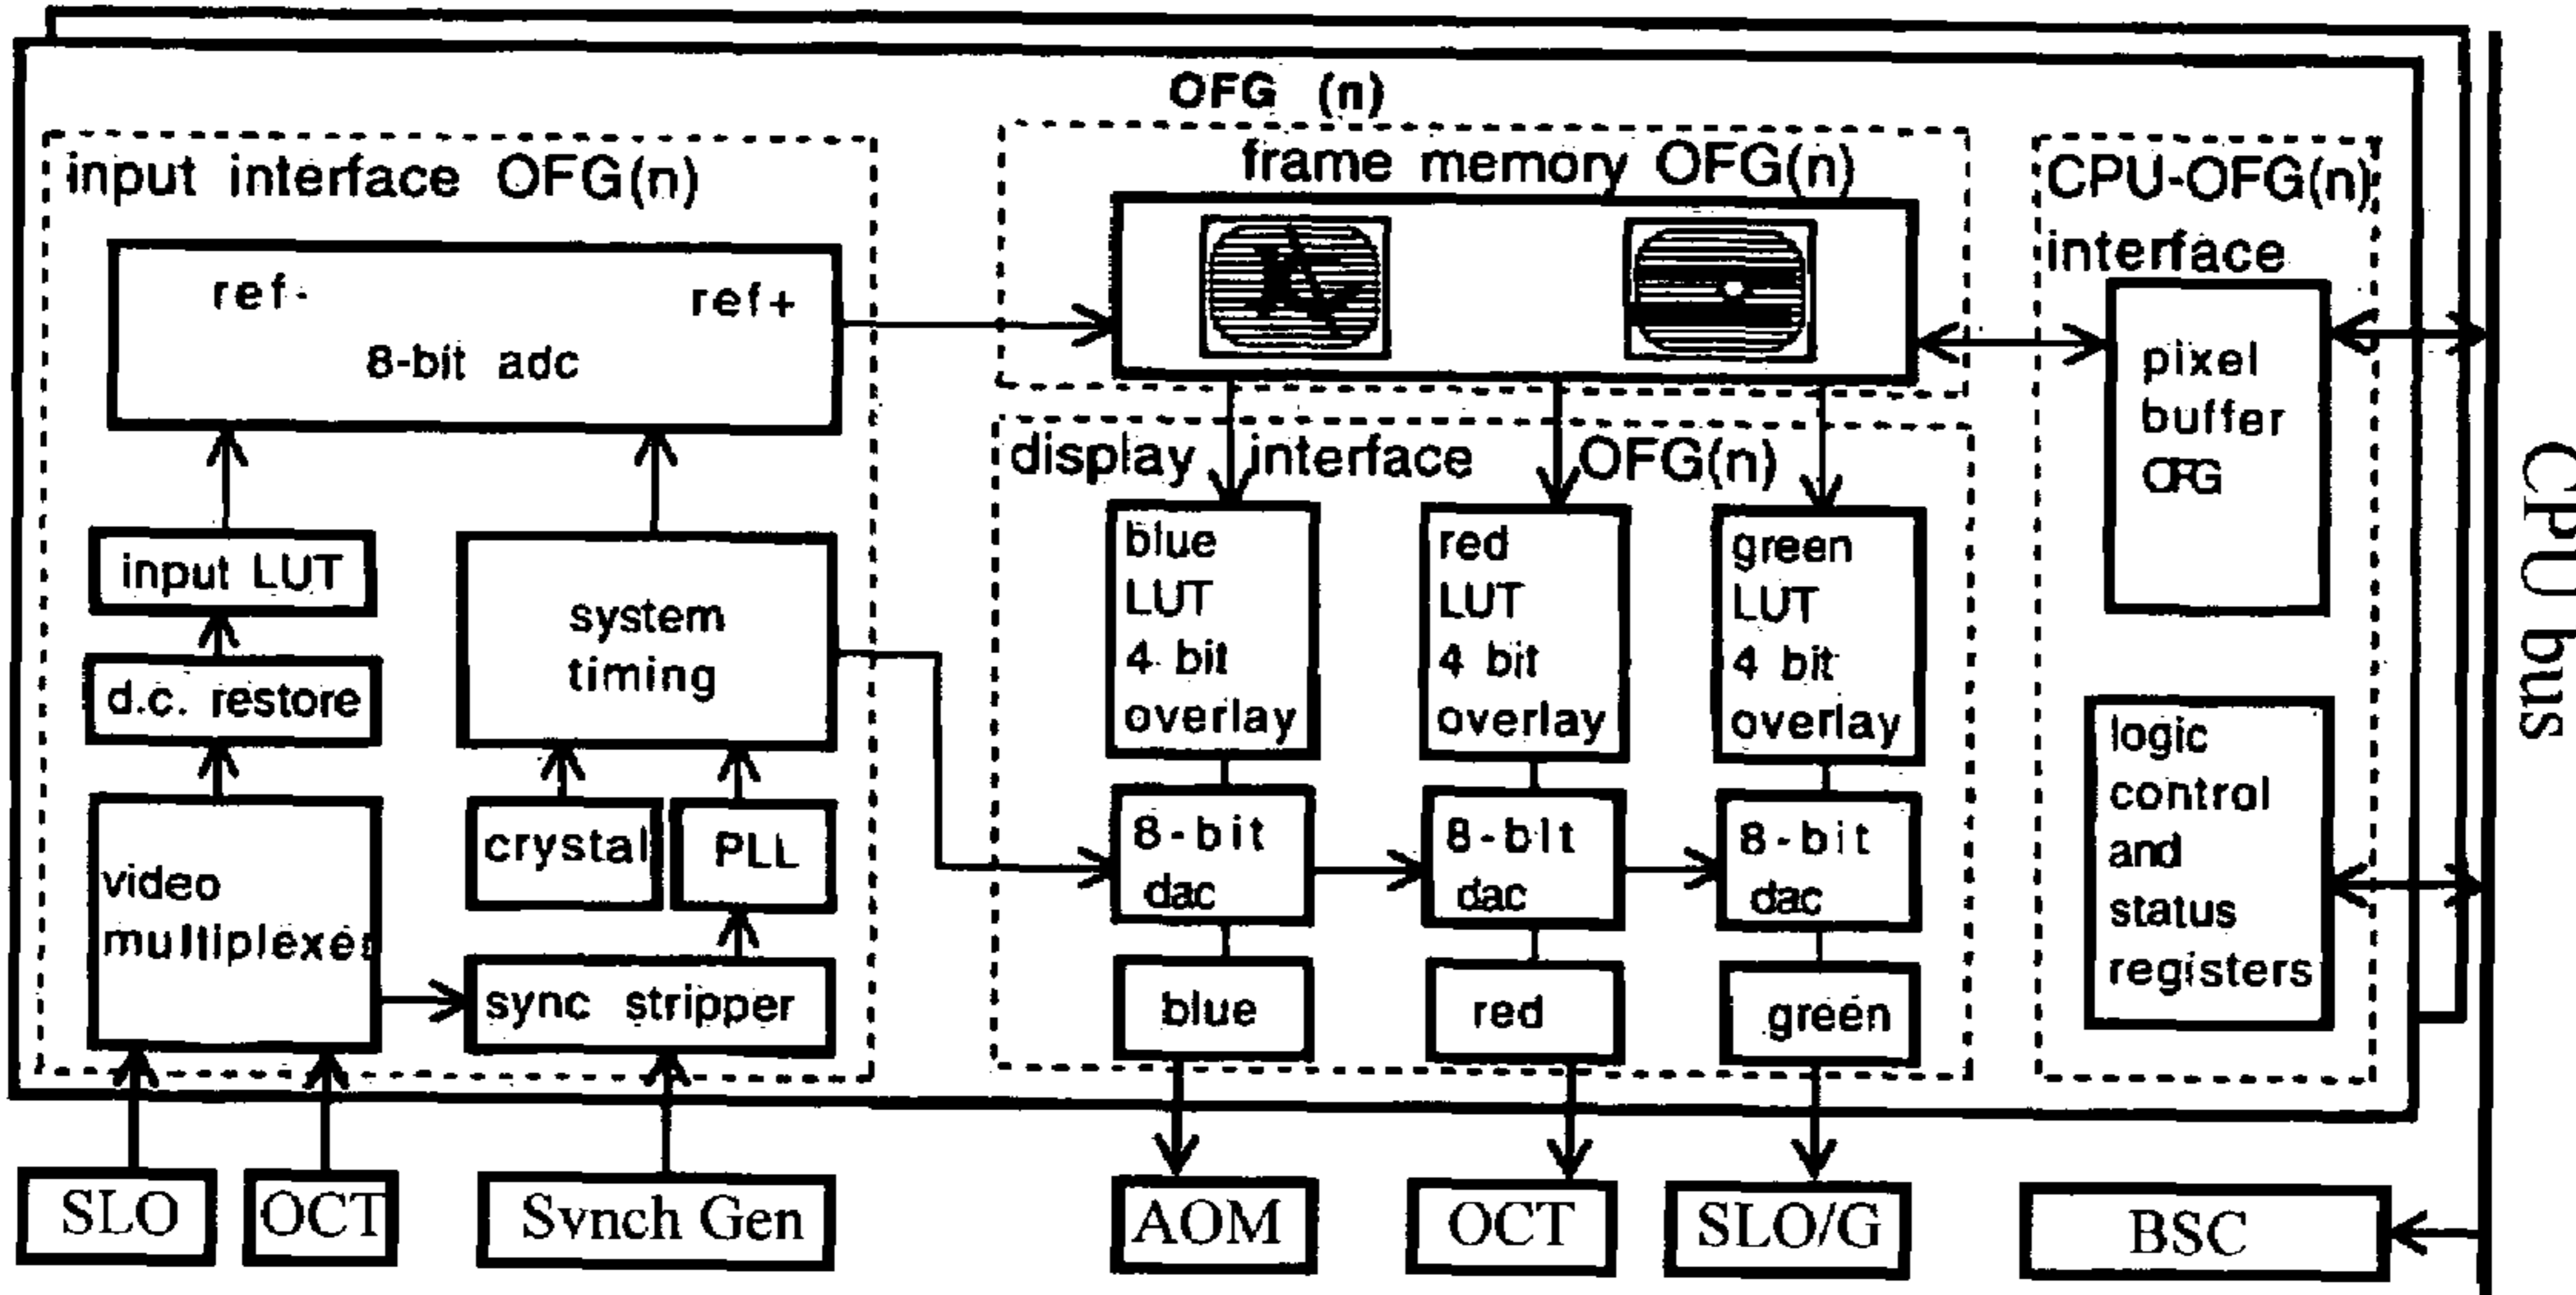 OFG (n)
input interface OFG(n)
ref- ref+
8-bit adc
input LUT
d.c. restore
video
multiplexer
system
timing
crystal
PLL
sync stripper
frame memory OFG(n)
display interface OFG(n)
blue
LUT
4 bit
overlay
red
LUT
4 bit
overlay
green
LUT
4 bit
overlay
8-bit
dac
8-bit
dac
8-bit
dac
blue
red
green
CPU-OFG(n)
interface
pixel
buffer
OFG
logic
control
and
status
registers
CPU bus
SLO
OCT
Synch Gen
AOM
OCT
SLO/G
BSC